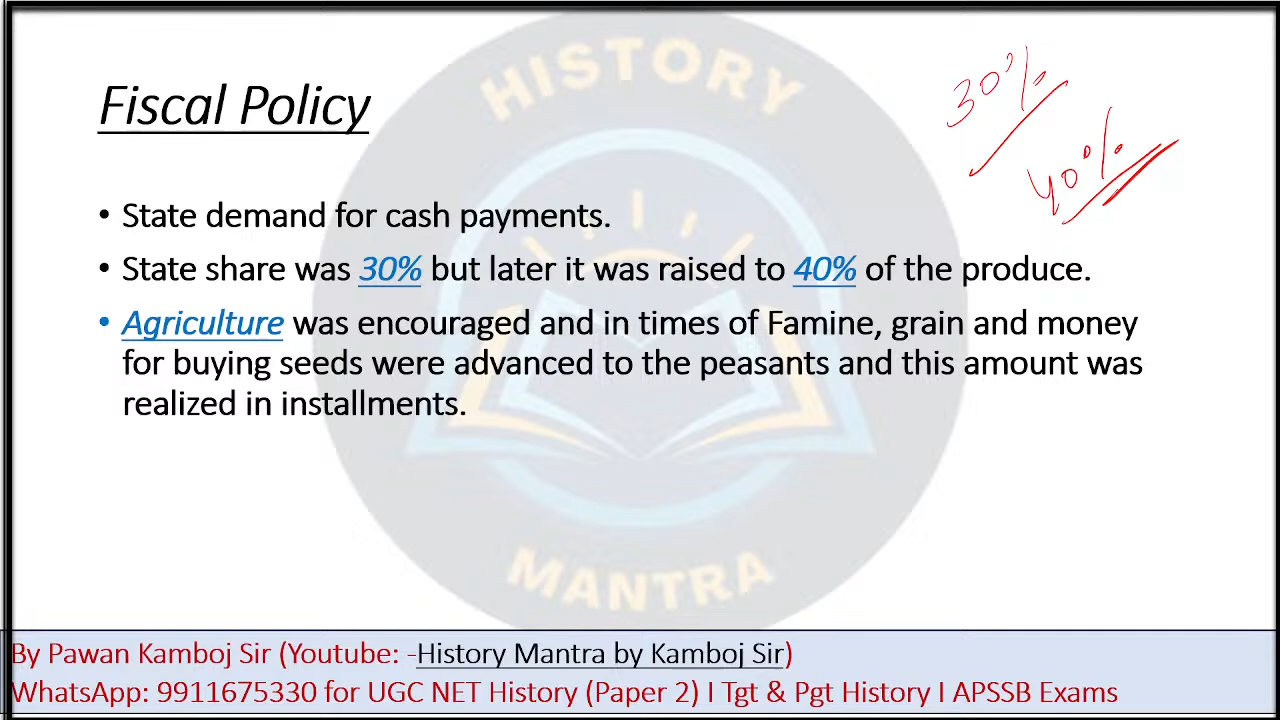 HISTORY
30%
40%
Fiscal Policy
• State demand for cash payments.
• State share was 30% but later it was raised to 40% of the produce.
• Agriculture was encouraged and in times of Famine, grain and money
for buying seeds were advanced to the peasants and this amount was
realized in installments.
MANTRA
By Pawan Kamboj Sir (Youtube: -History Mantra by Kamboj Sir)
WhatsApp: 9911675330 for UGC NET History (Paper 2) I Tgt & Pgt History I APSSB Exams